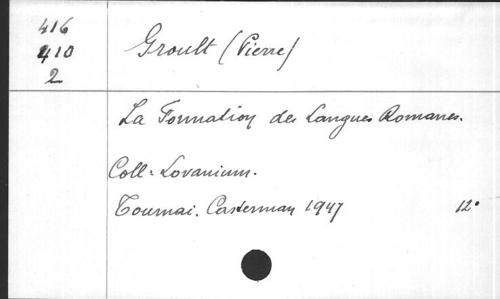 416
410
2
Groult (Pierre)
La Formation des Langues Romanes.
Coll. Lovanium.
Tournai. Casterman 1947 12°